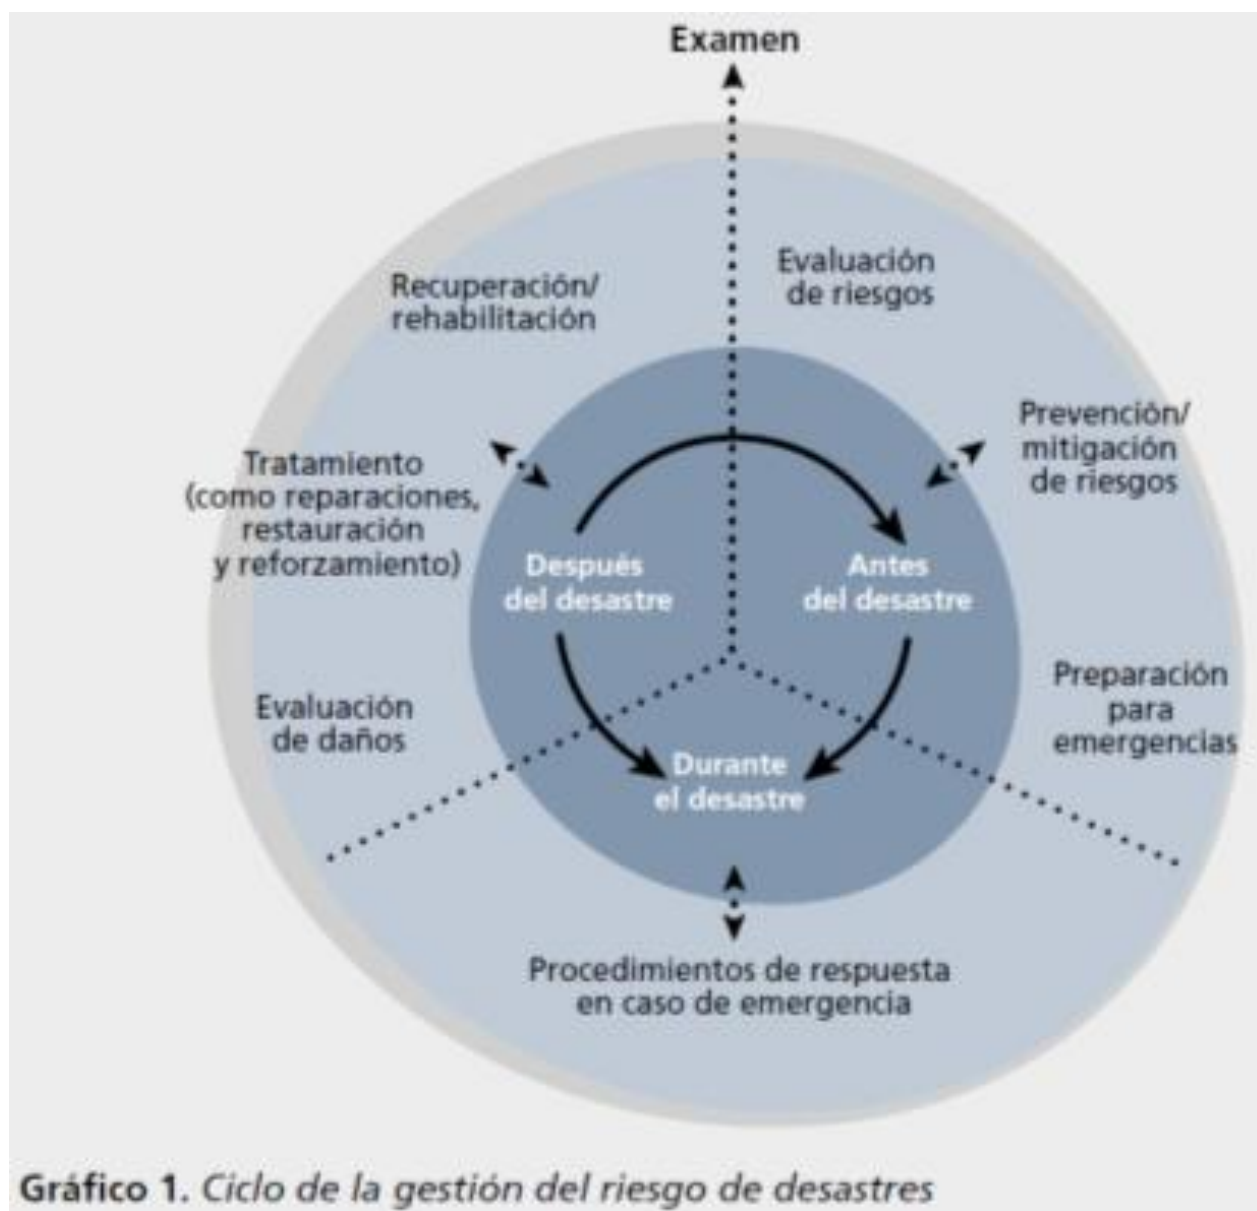 Examen
Evaluación
de riesgos
Recuperación/
rehabilitación
Prevención/
mitigación
de riesgos
Tratamiento
(como reparaciones,
restauración
y reforzamiento)
Después
del desastre
Antes
del desastre
Preparación
para
emergencias
Evaluación
de daños
Durante
el desastre
Procedimientos de respuesta
en caso de emergencia
Gráfico 1. Ciclo de la gestión del riesgo de desastres